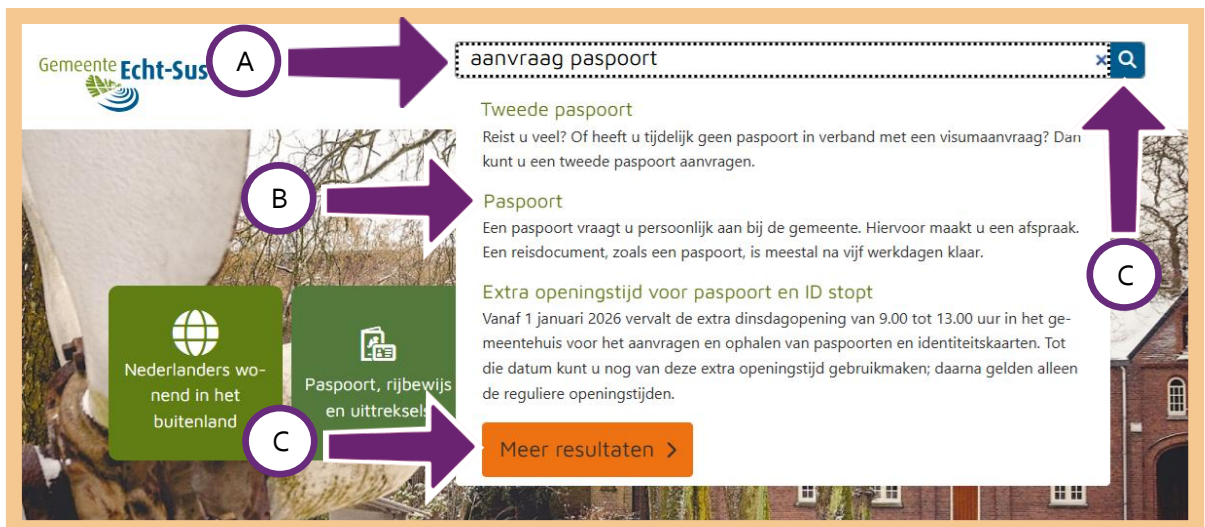 Gemeente Echt-Sus
A
aanvraag paspoort
×
Tweede paspoort
Reist u veel? Of heeft u tijdelijk geen paspoort in verband met een visumaanvraag? Dan
kunt u een tweede paspoort aanvragen.
B
Paspoort
Een paspoort vraagt u persoonlijk aan bij de gemeente. Hiervoor maakt u een afspraak.
Een reisdocument, zoals een paspoort, is meestal na vijf werkdagen klaar.
C
Extra openingstijd voor paspoort en ID stopt
Vanaf 1 januari 2026 vervalt de extra dinsdagopening van 9.00 tot 13.00 uur in het ge-
meentehuis voor het aanvragen en ophalen van paspoorten en identiteitskaarten. Tot
die datum kunt u nog van deze extra openingstijd gebruikmaken; daarna gelden alleen
de reguliere openingstijden.
Nederlanders wo-
nend in het
buitenland
Paspoort, rijbewijs
en uittreksels
C
Meer resultaten >